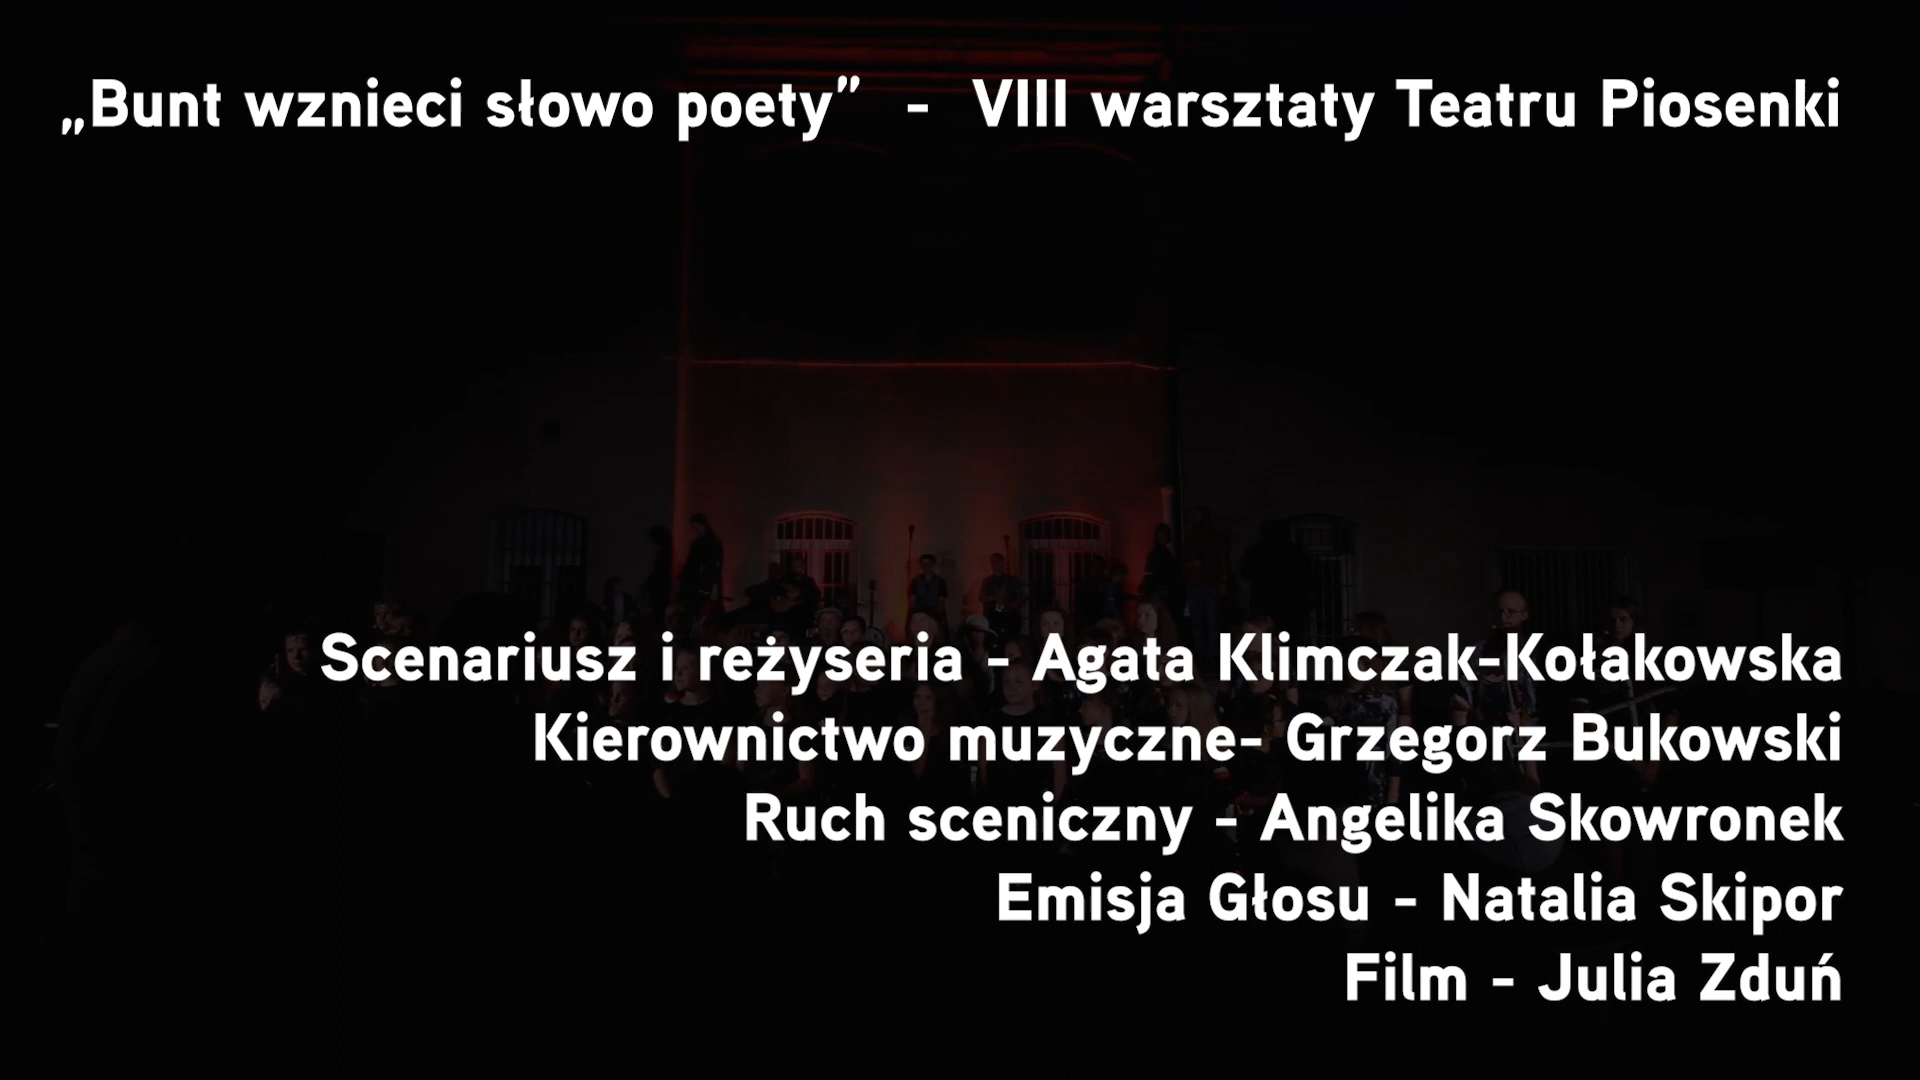 „Bunt wznieci słowo poety” - VIII warsztaty Teatru Piosenki
Scenariusz i reżyseria - Agata Klimczak-Kołakowska
Kierownictwo muzyczne- Grzegorz Bukowski
Ruch sceniczny - Angelika Skowronek
Emisja Głosu - Natalia Skipor
Film - Julia Zduń